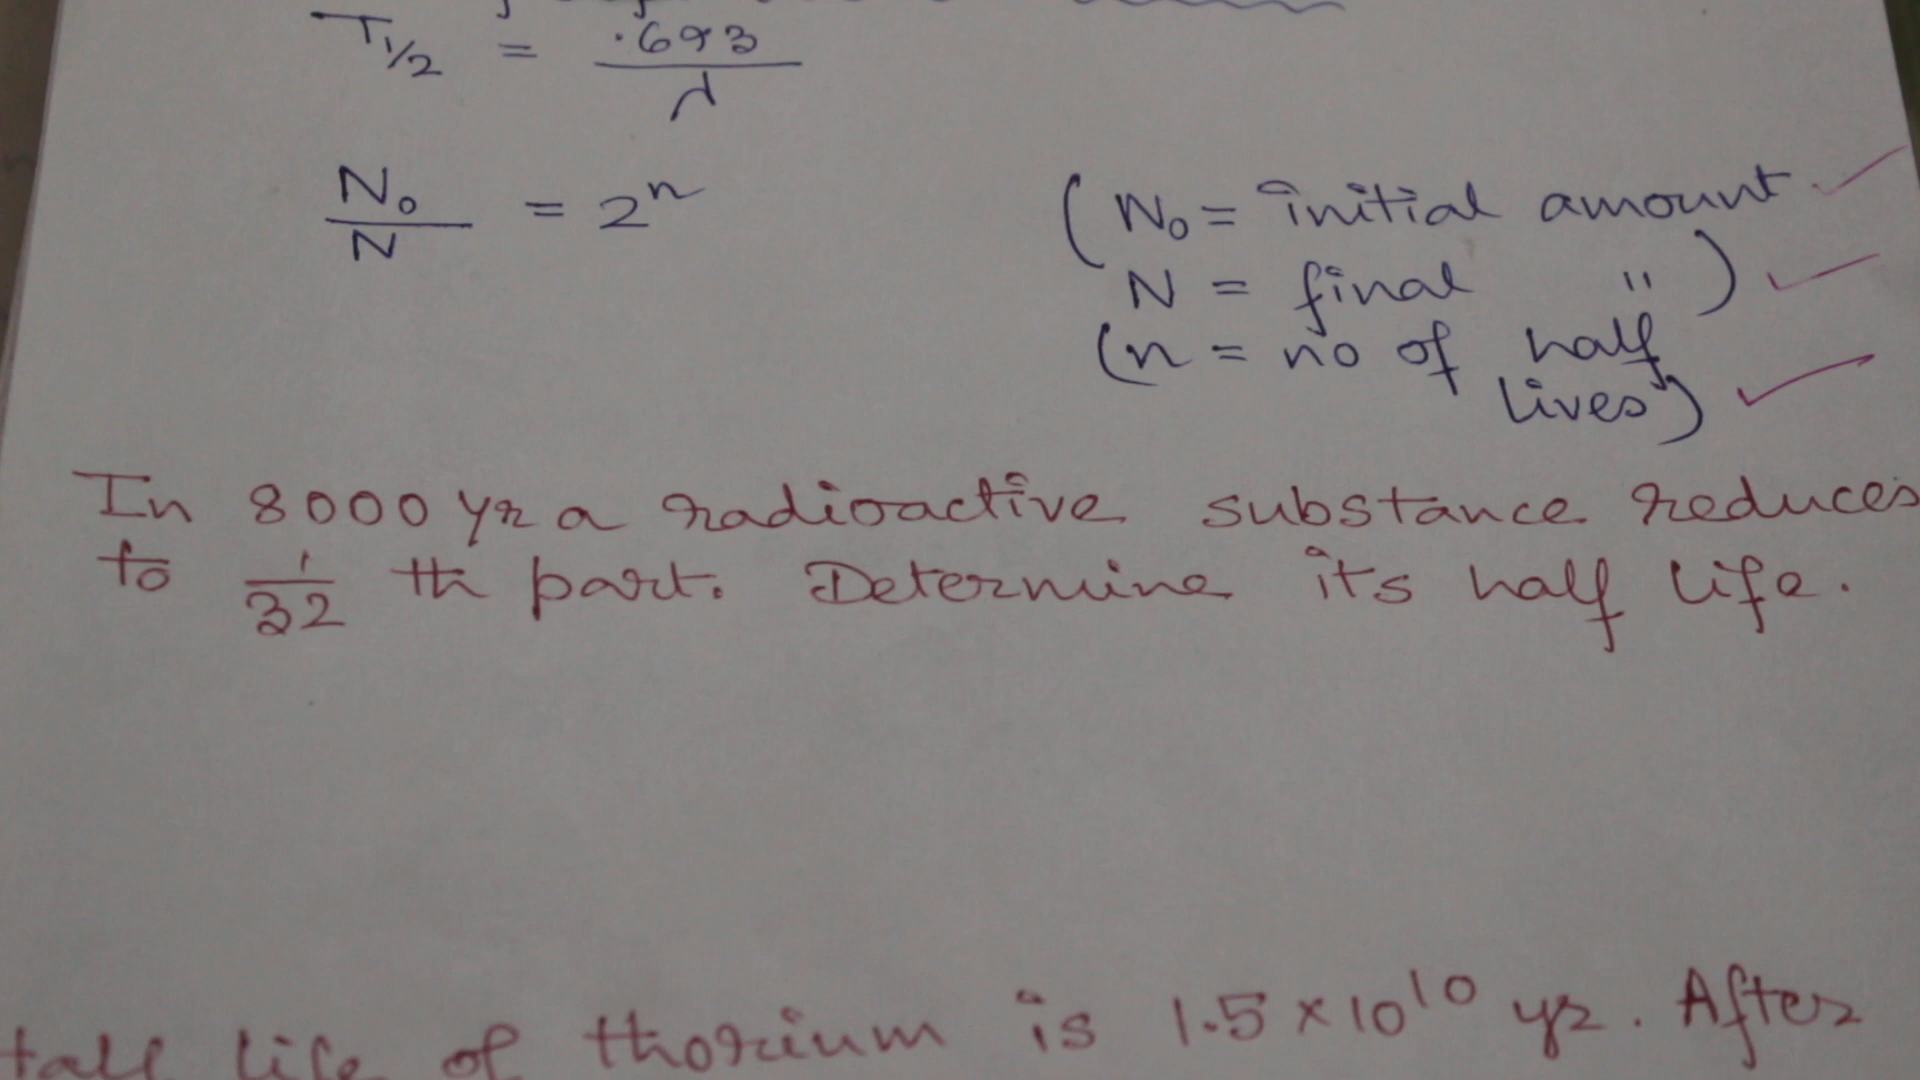 T1/2 = .693/λ
N₀/N = 2ⁿ
(N₀ = initial amount
N = final ")
(n = no of half
lives)
In 8000 yr a radioactive substance reduces
to 1/32 th part. Determine its half life.
Half life of thorium is 1.5 × 10¹⁰ yr. After